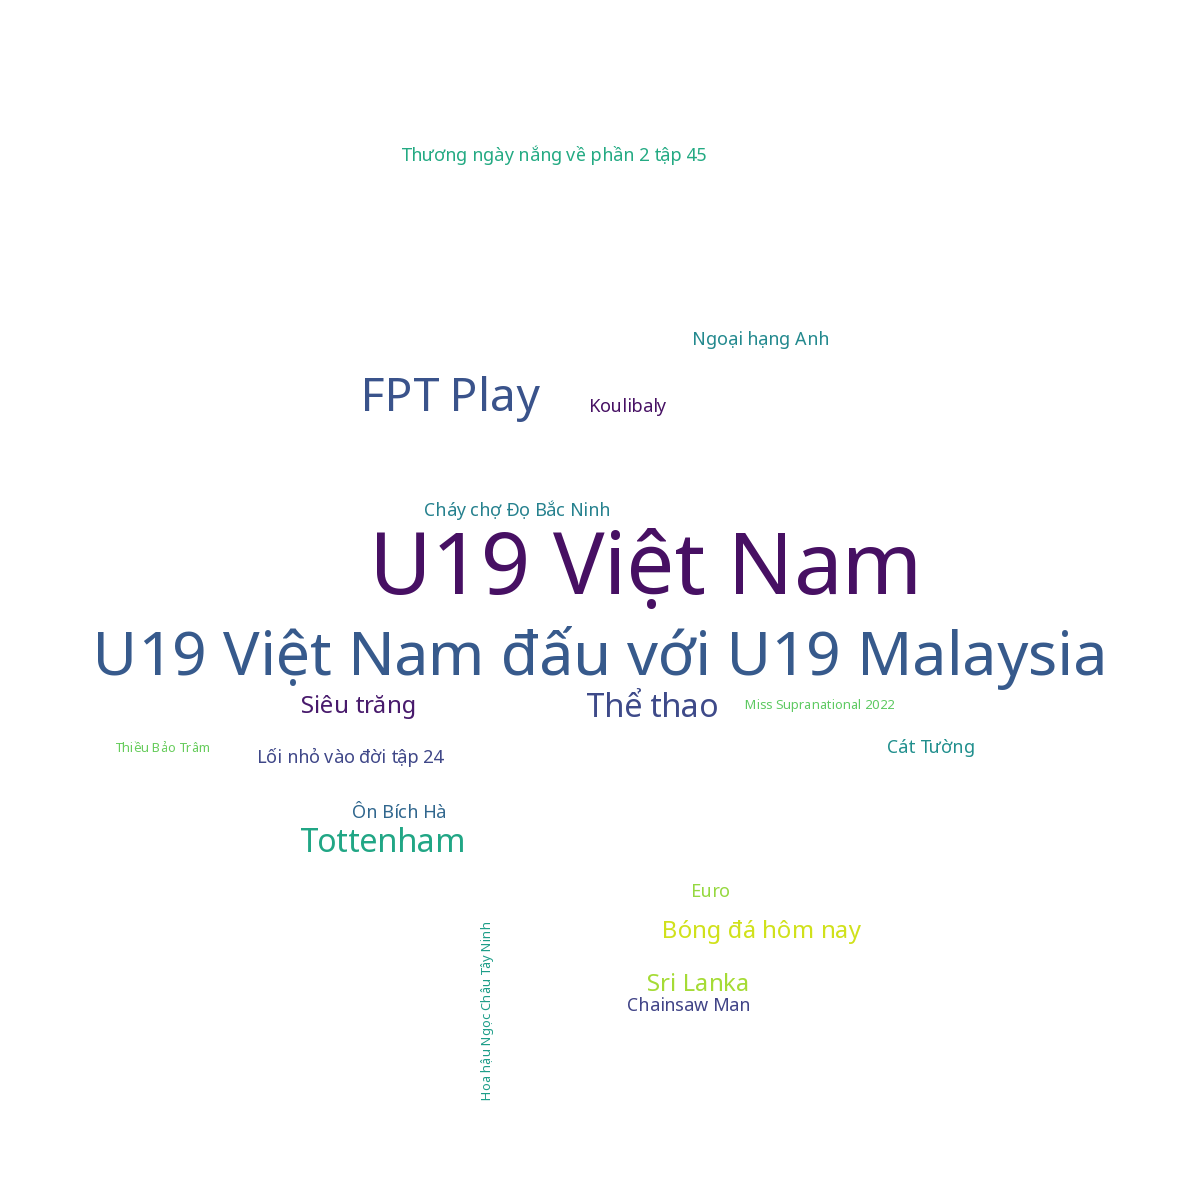 Thương ngày nắng về phần 2 tập 45
Ngoại hạng Anh
FPT Play
Koulibaly
Cháy chợ Đọ Bắc Ninh
U19 Việt Nam
U19 Việt Nam đấu với U19 Malaysia
Siêu trăng
Thể thao
Miss Supranational 2022
Thiều Bảo Trâm
Lối nhỏ vào đời tập 24
Cát Tường
Ôn Bích Hà
Tottenham
Euro
Bóng đá hôm nay
Hoa hậu Ngọc Châu Tây Ninh
Sri Lanka
Chainsaw Man